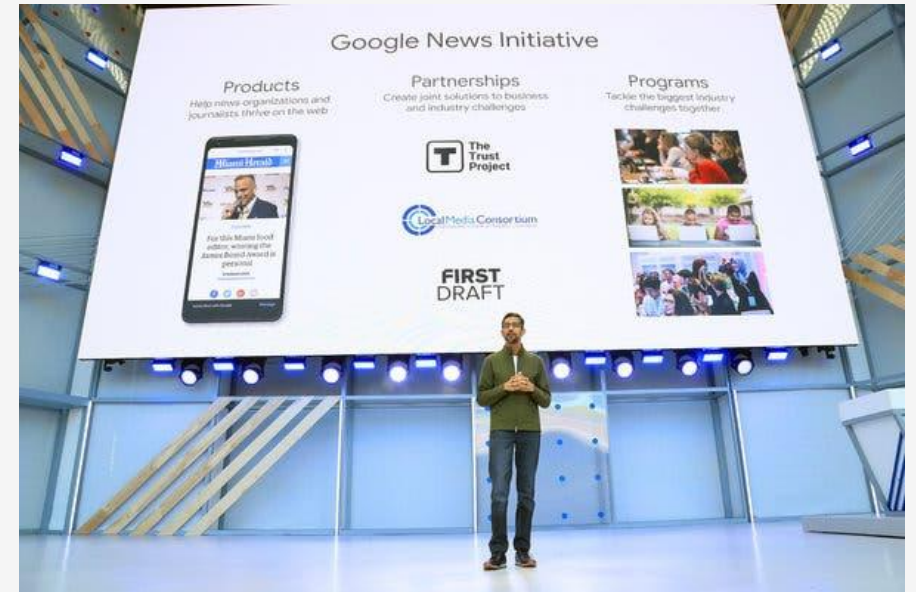 Google News Initiative
Products
Help news organizations and
journalists thrive on the web
Miami Herald
For this Miami food
editor, winning the
James Beard Award is
personal
Partnerships
Create joint solutions to business
and industry challenges
T
The
Trust
Project
LocalMedia Consortium
FIRST
DRAFT
Programs
Tackle the biggest industry
challenges together